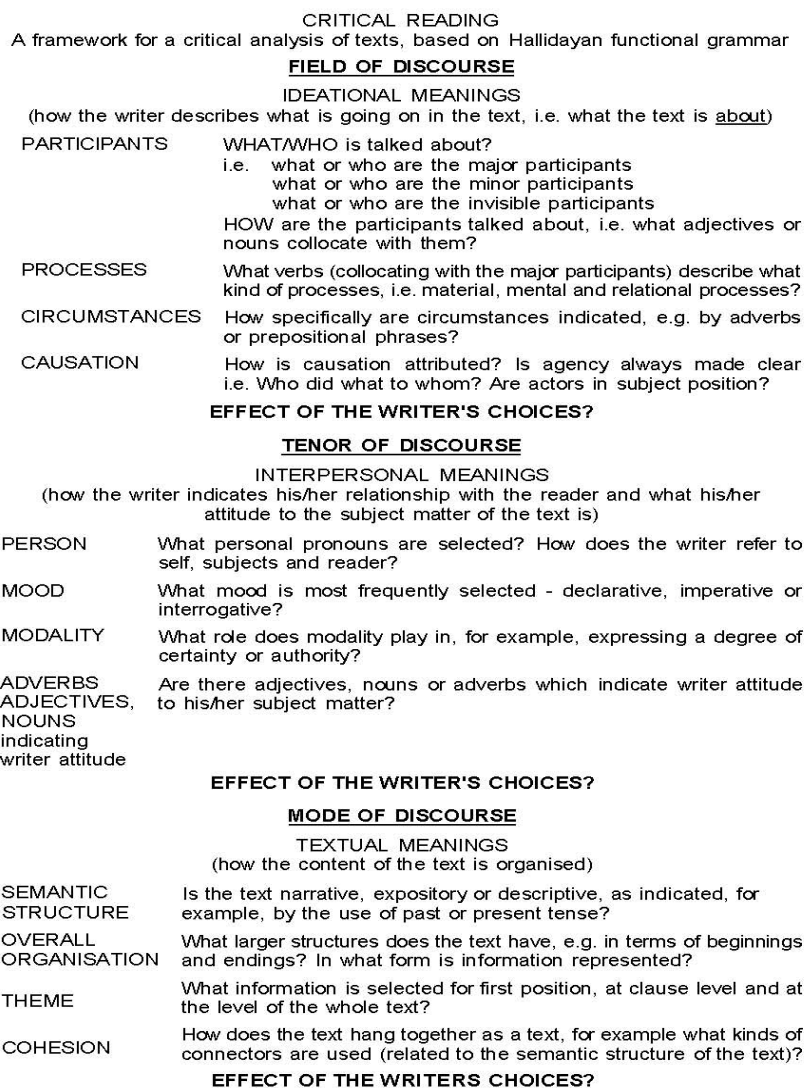 CRITICAL READING
A framework for a critical analysis of texts, based on Hallidayan functional grammar
FIELD OF DISCOURSE
IDEATIONAL MEANINGS
(how the writer describes what is going on in the text, i.e. what the text is about)
PARTICIPANTS WHAT/WHO is talked about?
i.e. what or who are the major participants
what or who are the minor participants
what or who are the invisible participants
HOW are the participants talked about, i.e. what adjectives or
nouns collocate with them?
PROCESSES What verbs (collocating with the major participants) describe what
kind of processes, i.e. material, mental and relational processes?
CIRCUMSTANCES How specifically are circumstances indicated, e.g. by adverbs
or prepositional phrases?
CAUSATION How is causation attributed? Is agency always made clear
i.e. Who did what to whom? Are actors in subject position?
EFFECT OF THE WRITER'S CHOICES?
TENOR OF DISCOURSE
INTERPERSONAL MEANINGS
(how the writer indicates his/her relationship with the reader and what his/her
attitude to the subject matter of the text is)
PERSON What personal pronouns are selected? How does the writer refer to
self, subjects and reader?
MOOD What mood is most frequently selected - declarative, imperative or
interrogative?
MODALITY What role does modality play in, for example, expressing a degree of
certainty or authority?
ADVERBS Are there adjectives, nouns or adverbs which indicate writer attitude
ADJECTIVES, to his/her subject matter?
NOUNS
indicating
writer attitude
EFFECT OF THE WRITER'S CHOICES?
MODE OF DISCOURSE
TEXTUAL MEANINGS
(how the content of the text is organised)
SEMANTIC Is the text narrative, expository or descriptive, as indicated, for
STRUCTURE example, by the use of past or present tense?
OVERALL What larger structures does the text have, e.g. in terms of beginnings
ORGANISATION and endings? In what form is information represented?
THEME What information is selected for first position, at clause level and at
the level of the whole text?
COHESION How does the text hang together as a text, for example what kinds of
connectors are used (related to the semantic structure of the text)?
EFFECT OF THE WRITERS CHOICES?